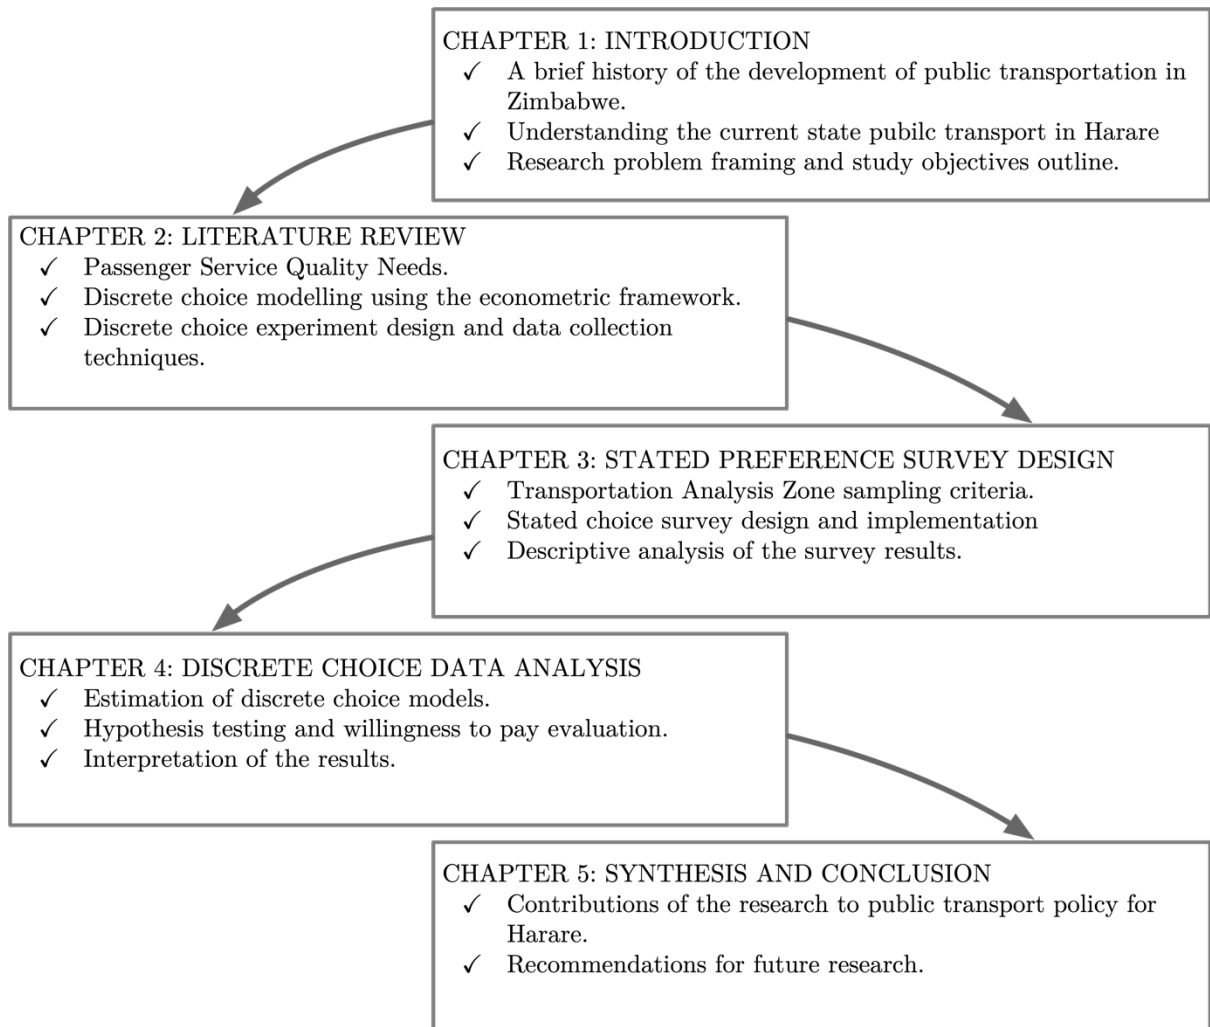 CHAPTER 1: INTRODUCTION
✓ A brief history of the development of public transportation in
Zimbabwe.
✓ Understanding the current state pubilc transport in Harare
✓ Research problem framing and study objectives outline.
CHAPTER 2: LITERATURE REVIEW
✓ Passenger Service Quality Needs.
✓ Discrete choice modelling using the econometric framework.
✓ Discrete choice experiment design and data collection
techniques.
CHAPTER 3: STATED PREFERENCE SURVEY DESIGN
✓ Transportation Analysis Zone sampling criteria.
✓ Stated choice survey design and implementation
✓ Descriptive analysis of the survey results.
CHAPTER 4: DISCRETE CHOICE DATA ANALYSIS
✓ Estimation of discrete choice models.
✓ Hypothesis testing and willingness to pay evaluation.
✓ Interpretation of the results.
CHAPTER 5: SYNTHESIS AND CONCLUSION
✓ Contributions of the research to public transport policy for
Harare.
✓ Recommendations for future research.